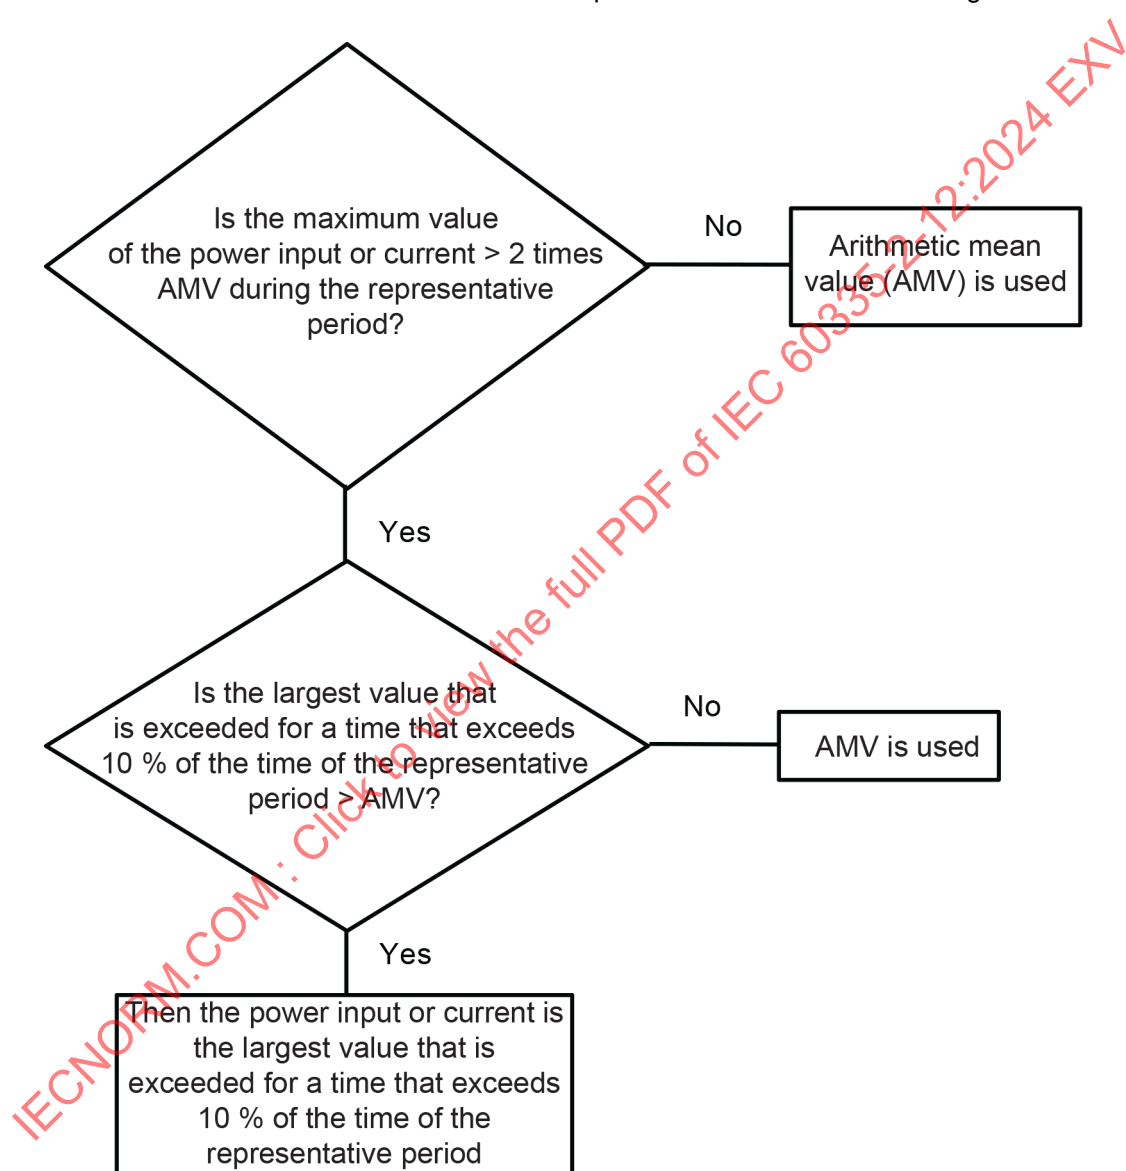 Is the maximum value
of the power input or current > 2 times
AMV during the representative
period?
No
Arithmetic mean
value (AMV) is used
Yes
Is the largest value that
is exceeded for a time that exceeds
10 % of the time of the representative
period > AMV?
No
AMV is used
Yes
Then the power input or current is
the largest value that is
exceeded for a time that exceeds
10 % of the time of the
representative period
IECNORM.COM : Click to view the full PDF of IEC 60335-2-12:2024 EXV